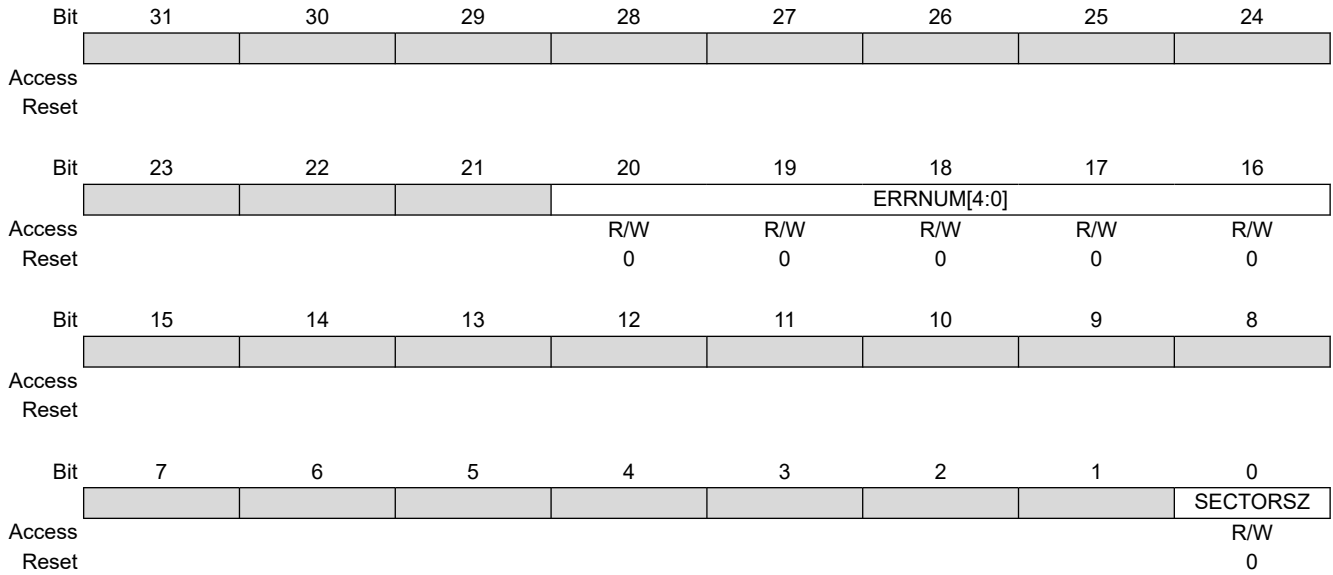 Bit 31 30 29 28 27 26 25 24
Access
Reset
Bit 23 22 21 20 19 18 17 16
ERRNUM[4:0]
Access R/W R/W R/W R/W R/W
Reset 0 0 0 0 0
Bit 15 14 13 12 11 10 9 8
Access
Reset
Bit 7 6 5 4 3 2 1 0
SECTORSZ
Access R/W
Reset 0